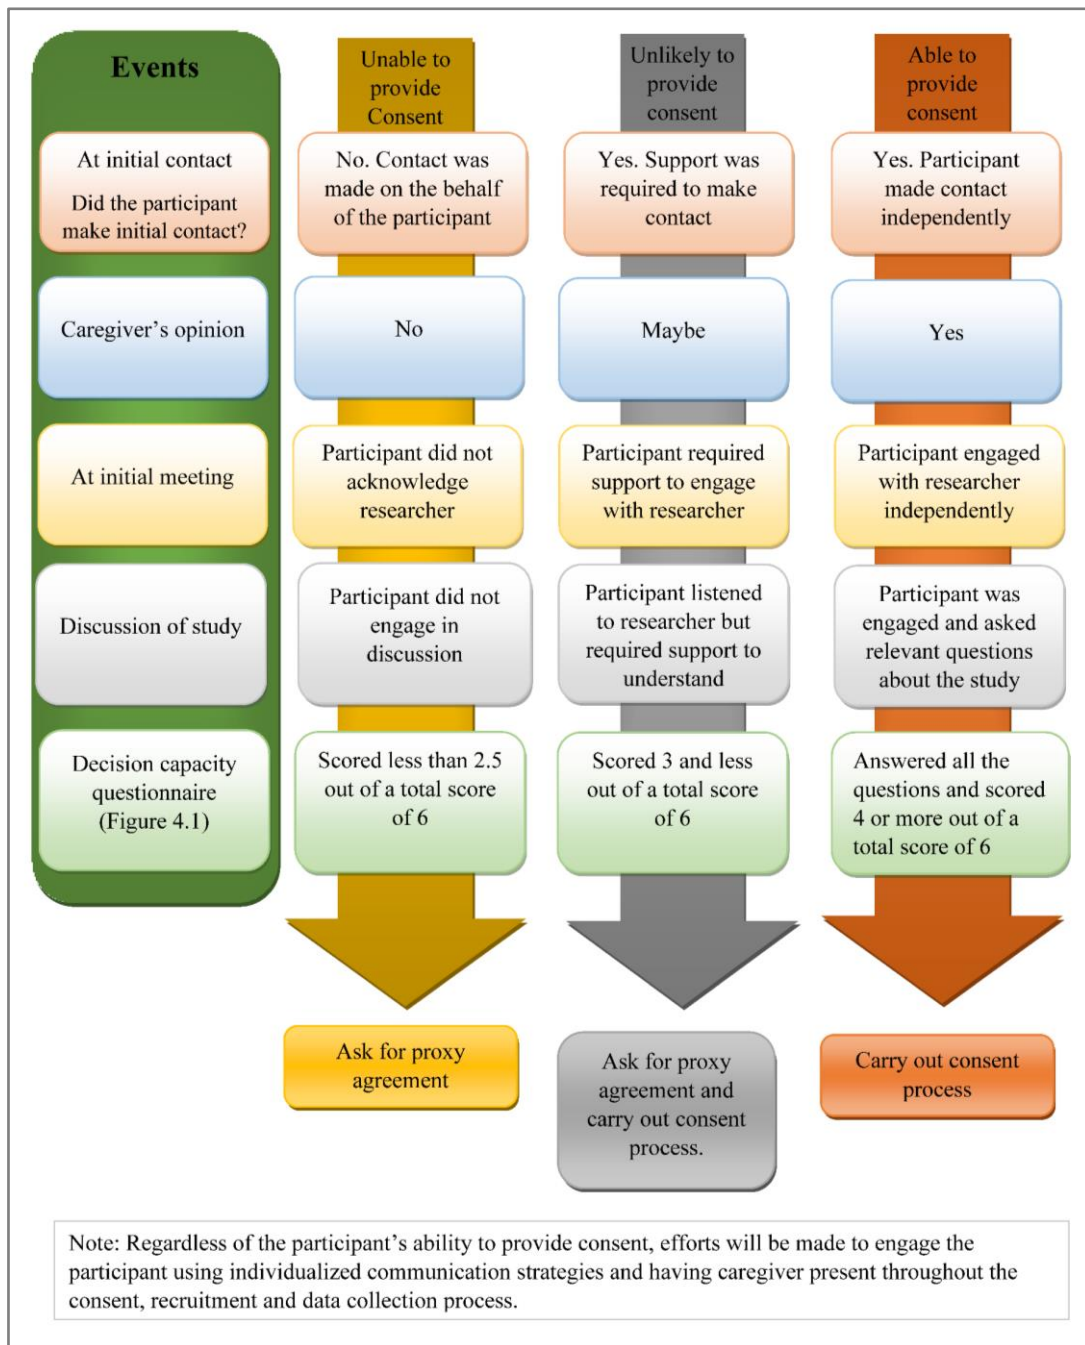 Events
Unable to
provide
Consent
Unlikely to
provide
consent
Able to
provide
consent
At initial contact
Did the participant
make initial contact?
No. Contact was
made on the behalf
of the participant
Yes. Support was
required to make
contact
Yes. Participant
made contact
independently
Caregiver’s opinion
No
Maybe
Yes
At initial meeting
Participant did not
acknowledge
researcher
Participant required
support to engage
with researcher
Participant engaged
with researcher
independently
Discussion of study
Participant did not
engage in
discussion
Participant listened
to researcher but
required support to
understand
Participant was
engaged and asked
relevant questions
about the study
Decision capacity
questionnaire
(Figure 4.1)
Scored less than 2.5
out of a total score
of 6
Scored 3 and less
out of a total score
of 6
Answered all the
questions and scored
4 or more out of a
total score of 6
Ask for proxy
agreement
Ask for proxy
agreement and
carry out consent
process.
Carry out consent
process
Note: Regardless of the participant’s ability to provide consent, efforts will be made to engage the
participant using individualized communication strategies and having caregiver present throughout the
consent, recruitment and data collection process.